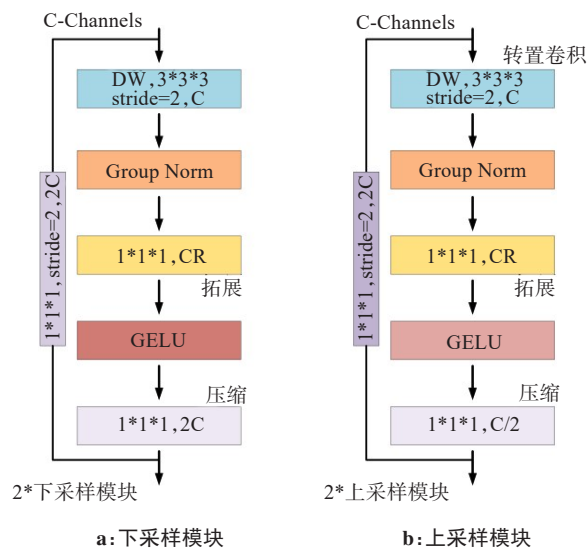 C-Channels
DW,3*3*3
stride=2,C
Group Norm
1*1*1,stride=2,2C
1*1*1,CR
拓展
GELU
压缩
1*1*1,2C
2*下采样模块
a:下采样模块
C-Channels
转置卷积
DW,3*3*3
stride=2,C
Group Norm
1*1*1,stride=2,2C
1*1*1,CR
拓展
GELU
压缩
1*1*1,C/2
2*上采样模块
b:上采样模块